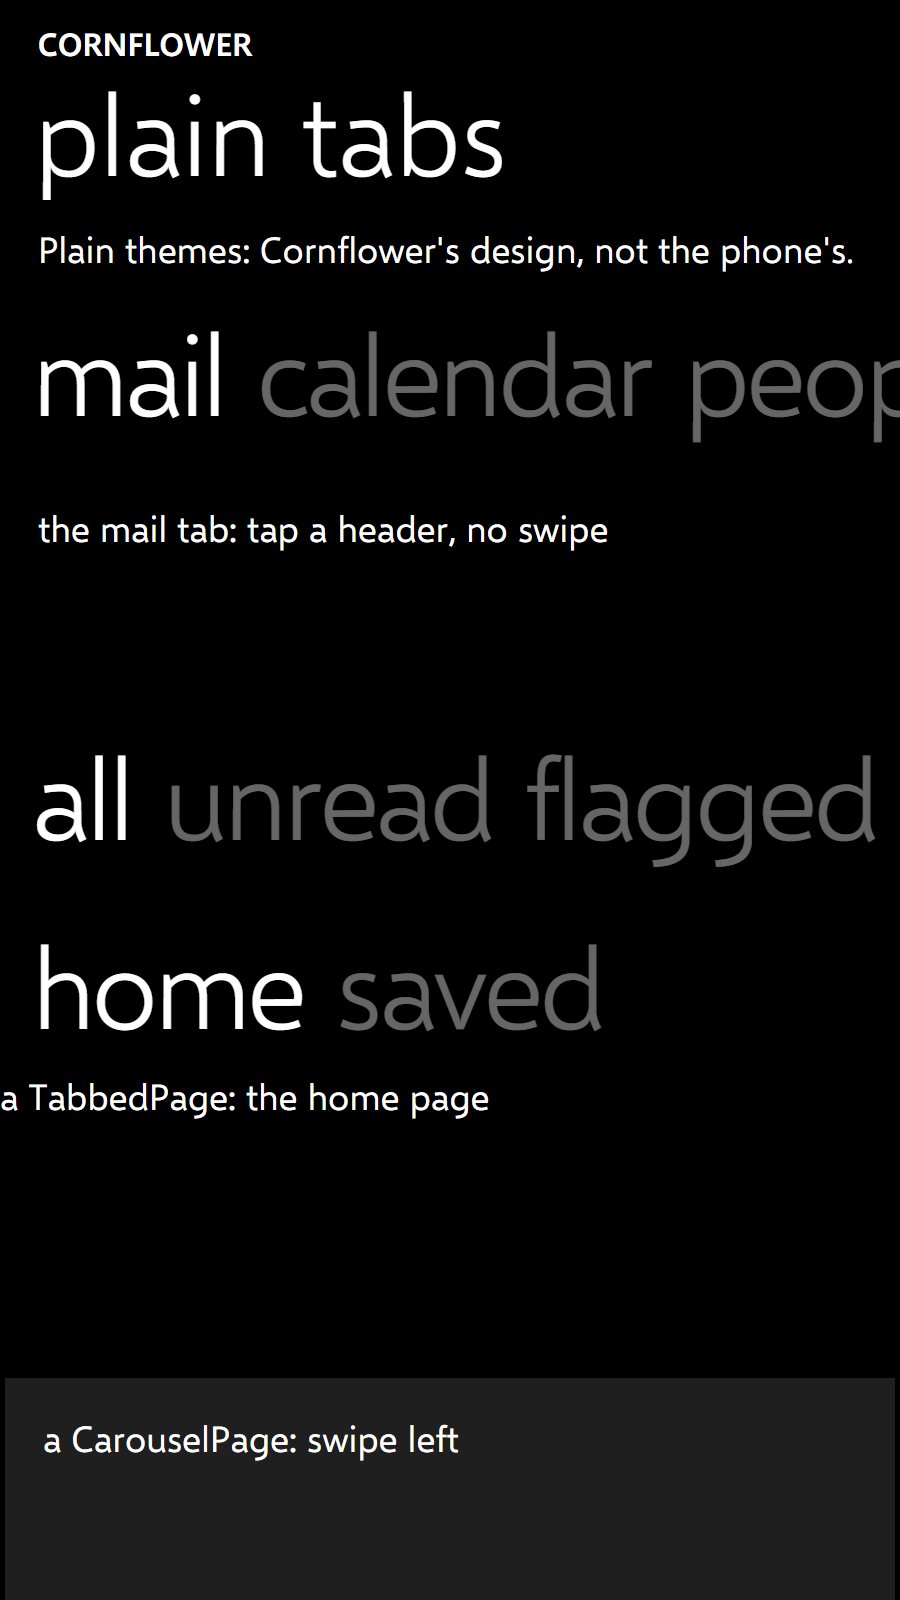 CORNFLOWER
plain tabs
Plain themes: Cornflower's design, not the phone's.
mail calendar peop
the mail tab: tap a header, no swipe
all unread flagged
home saved
a TabbedPage: the home page
a CarouselPage: swipe left